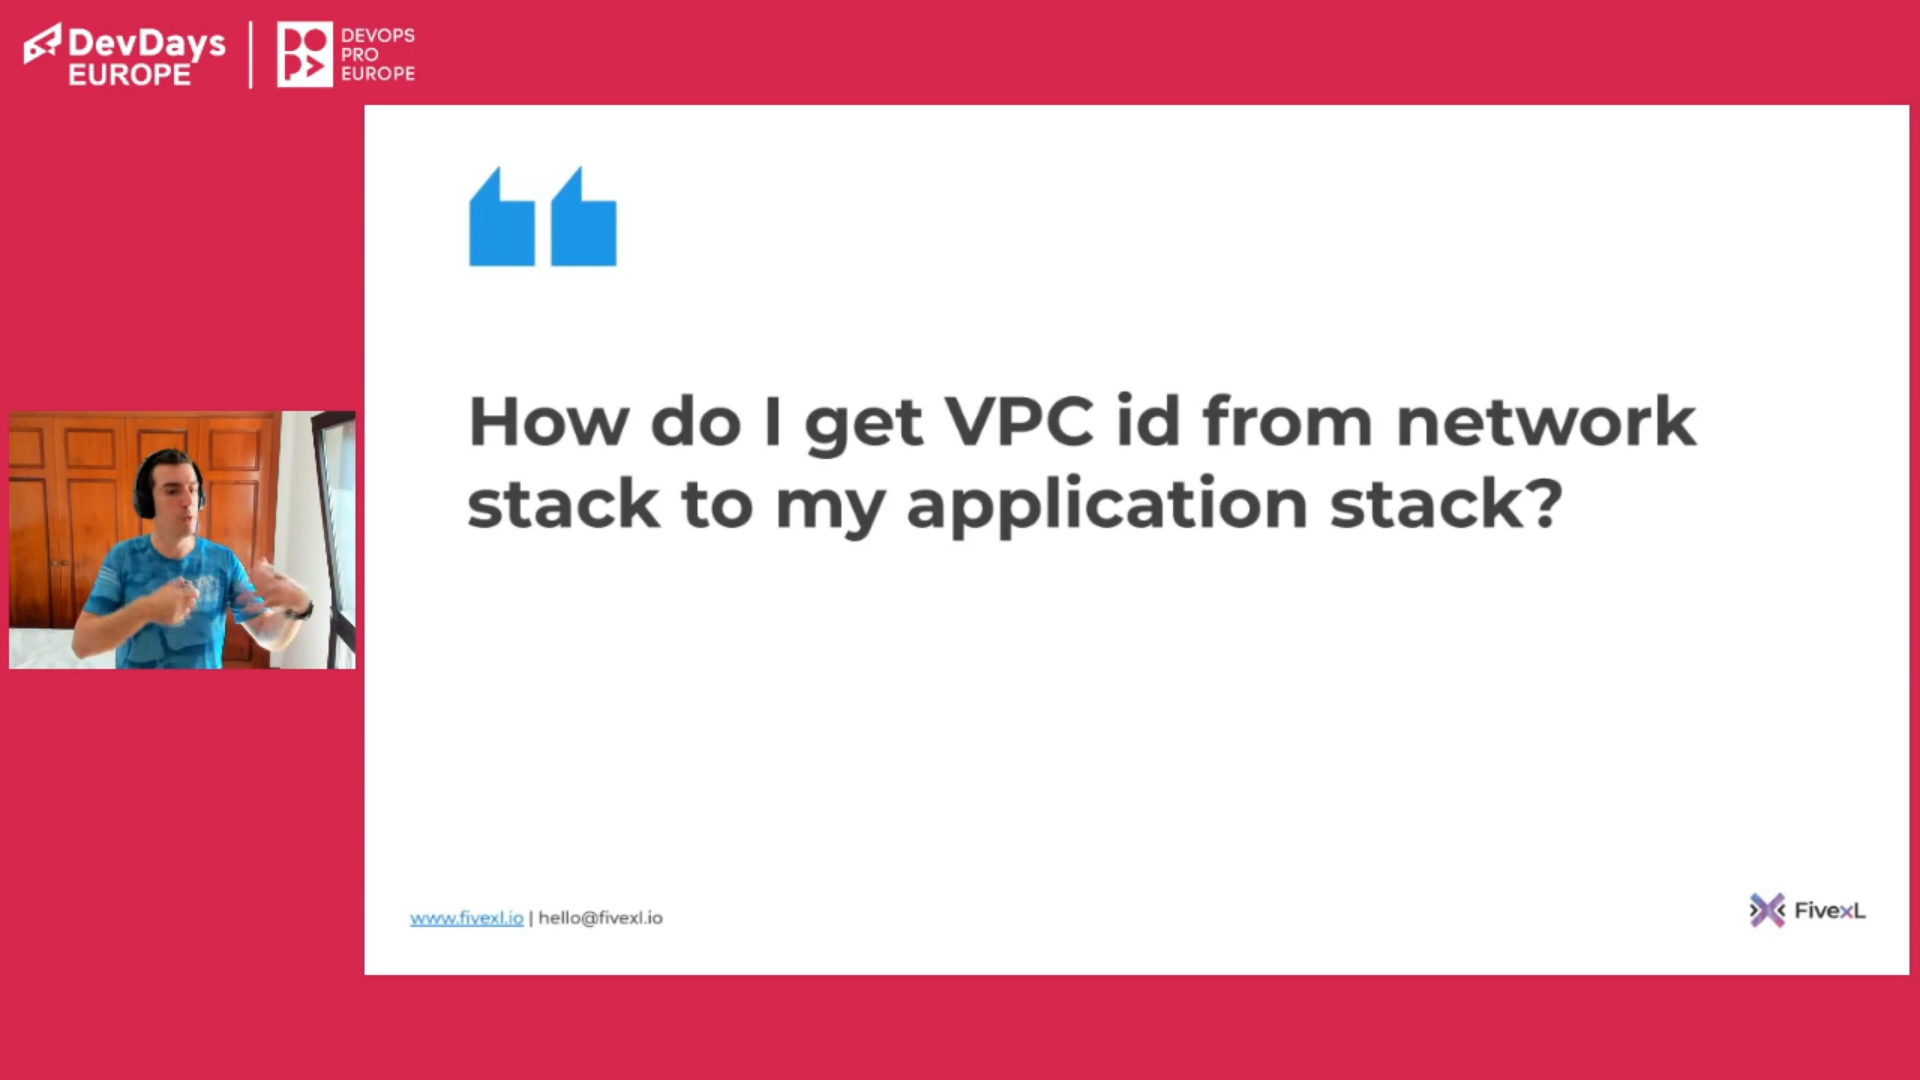 DevDays
EUROPE
DEVOPS
PRO
EUROPE
How do I get VPC id from network
stack to my application stack?
www.fivexl.io | hello@fivexl.io
FivexL